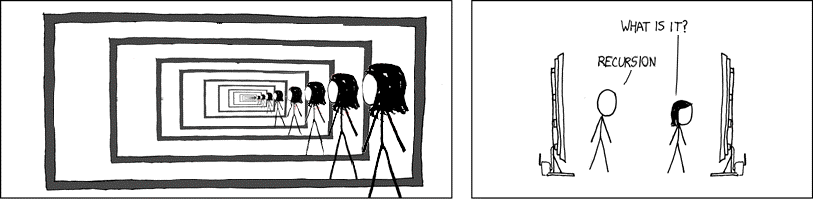 WHAT IS IT?
RECURSION